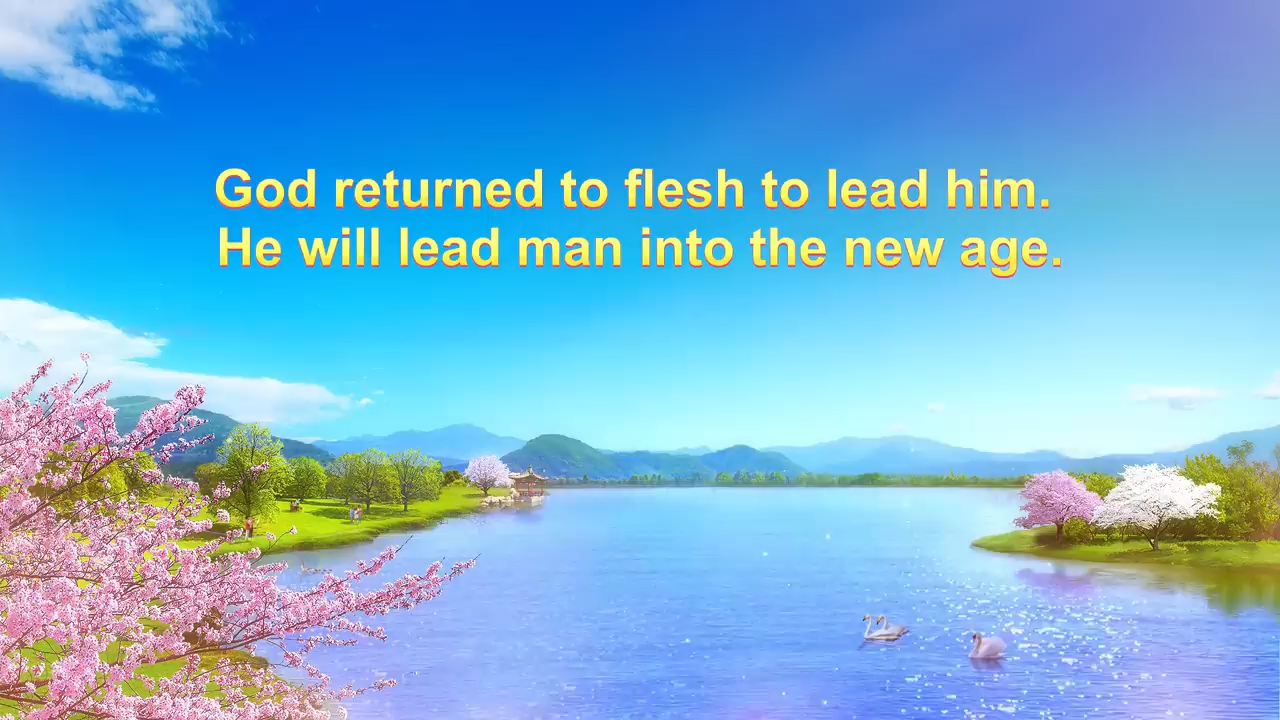 God returned to flesh to lead him.
He will lead man into the new age.